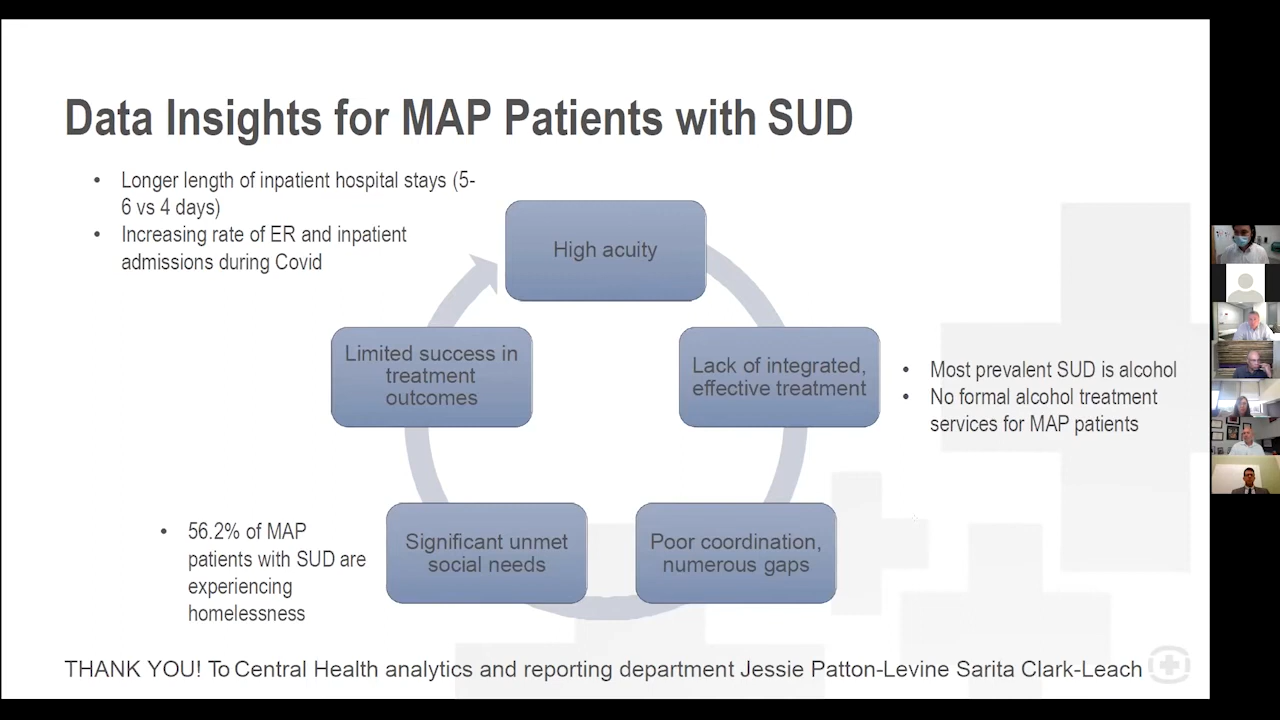 Data Insights for MAP Patients with SUD
• Longer length of inpatient hospital stays (5-
6 vs 4 days)
• Increasing rate of ER and inpatient
admissions during Covid
High acuity
Lack of integrated,
effective treatment
• Most prevalent SUD is alcohol
• No formal alcohol treatment
services for MAP patients
Poor coordination,
numerous gaps
Significant unmet
social needs
• 56.2% of MAP
patients with SUD are
experiencing
homelessness
Limited success in
treatment
outcomes
THANK YOU! To Central Health analytics and reporting department Jessie Patton-Levine Sarita Clark-Leach